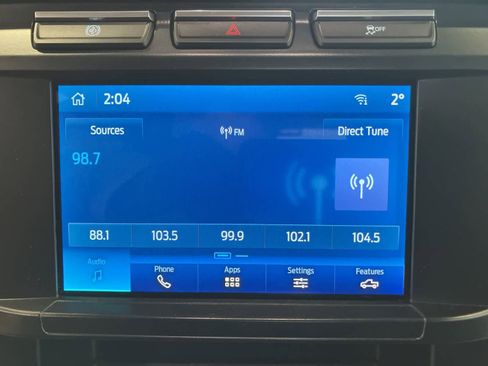 OFF
2:04
2°
Sources
FM
Direct Tune
98.7
88.1
103.5
99.9
102.1
104.5
Audio
Phone
Apps
Settings
Features